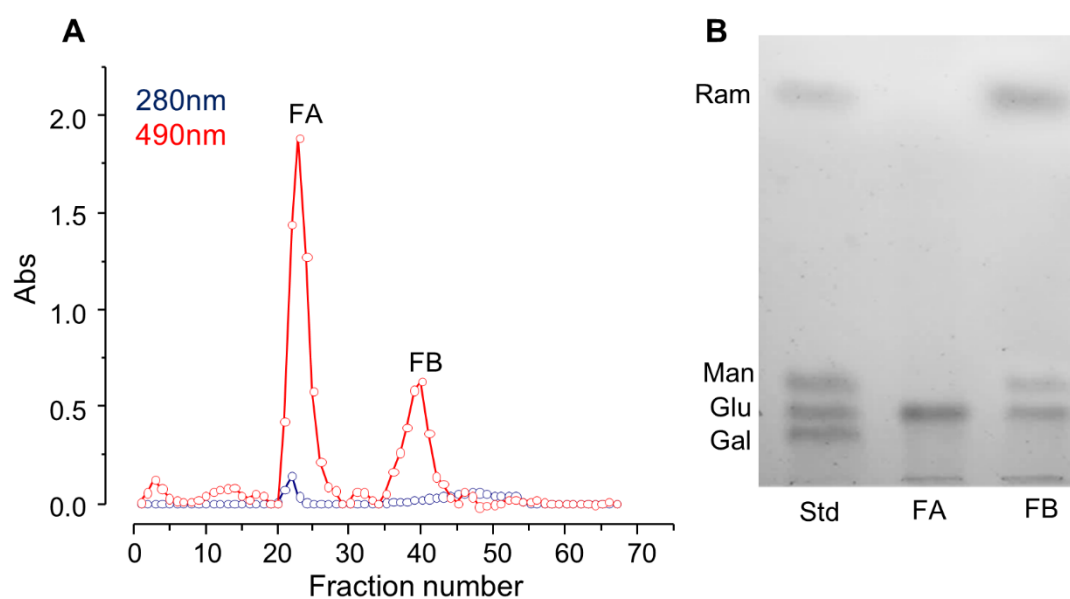 A
280nm
490nm
FA
FB
Abs
2.0
1.5
1.0
0.5
0.0
0 10 20 30 40 50 60 70
Fraction number
B
Ram
Man
Glu
Gal
Std FA FB